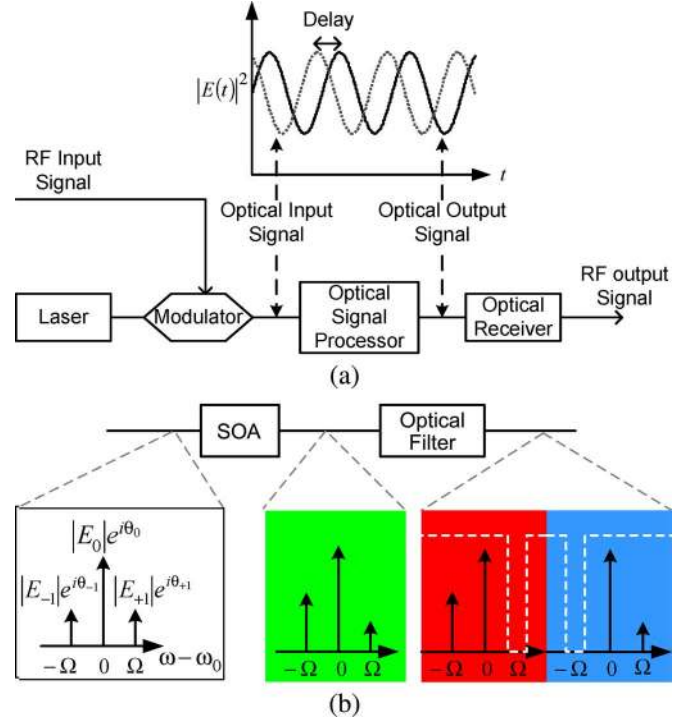 Delay
|E(t)|²
t
RF Input
Signal
Optical Input
Signal
Optical Output
Signal
RF output
Signal
Laser
Modulator
Optical
Signal
Processor
Optical
Receiver
(a)
SOA
Optical
Filter
|E₀|e^{iθ₀}
|E₋₁|e^{iθ₋₁} |E₊₁|e^{iθ₊₁}
-Ω 0 Ω ω-ω₀
-Ω 0 Ω
-Ω 0 Ω
-Ω 0 Ω
(b)